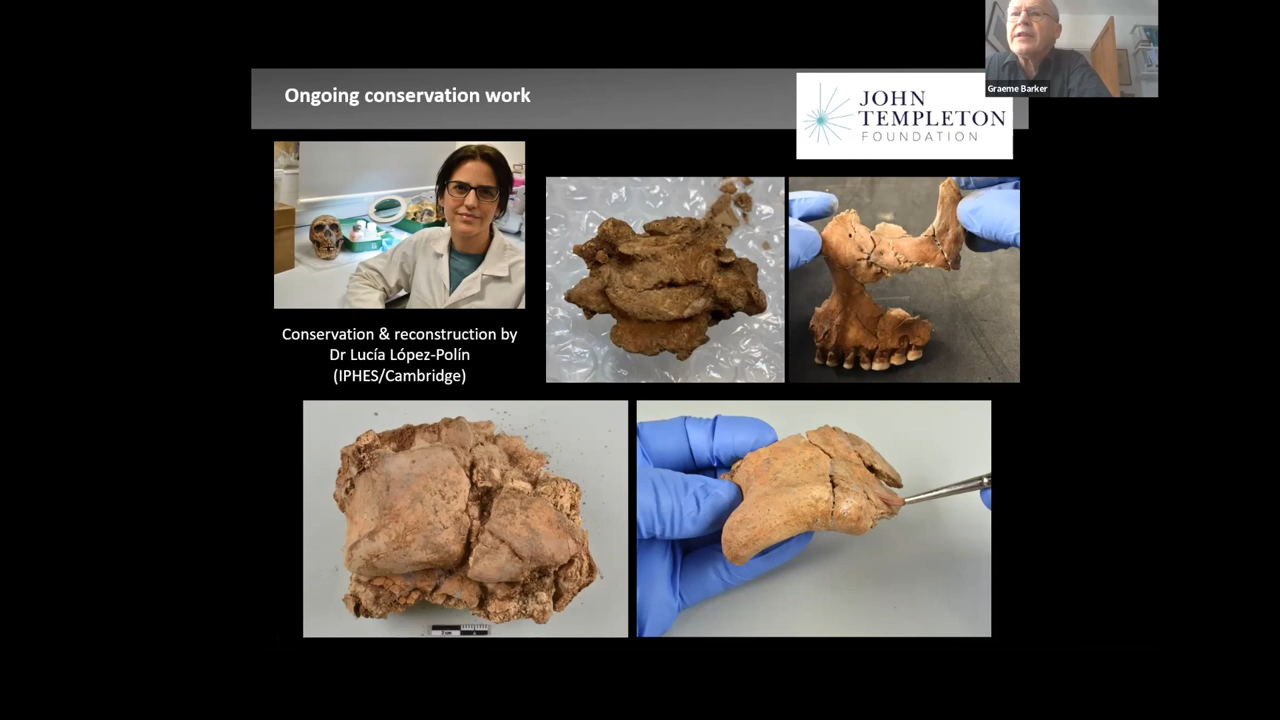 Ongoing conservation work
JOHN
TEMPLETON
FOUNDATION
Graeme Barker
Conservation & reconstruction by
Dr Lucía López-Polín
(IPHES/Cambridge)